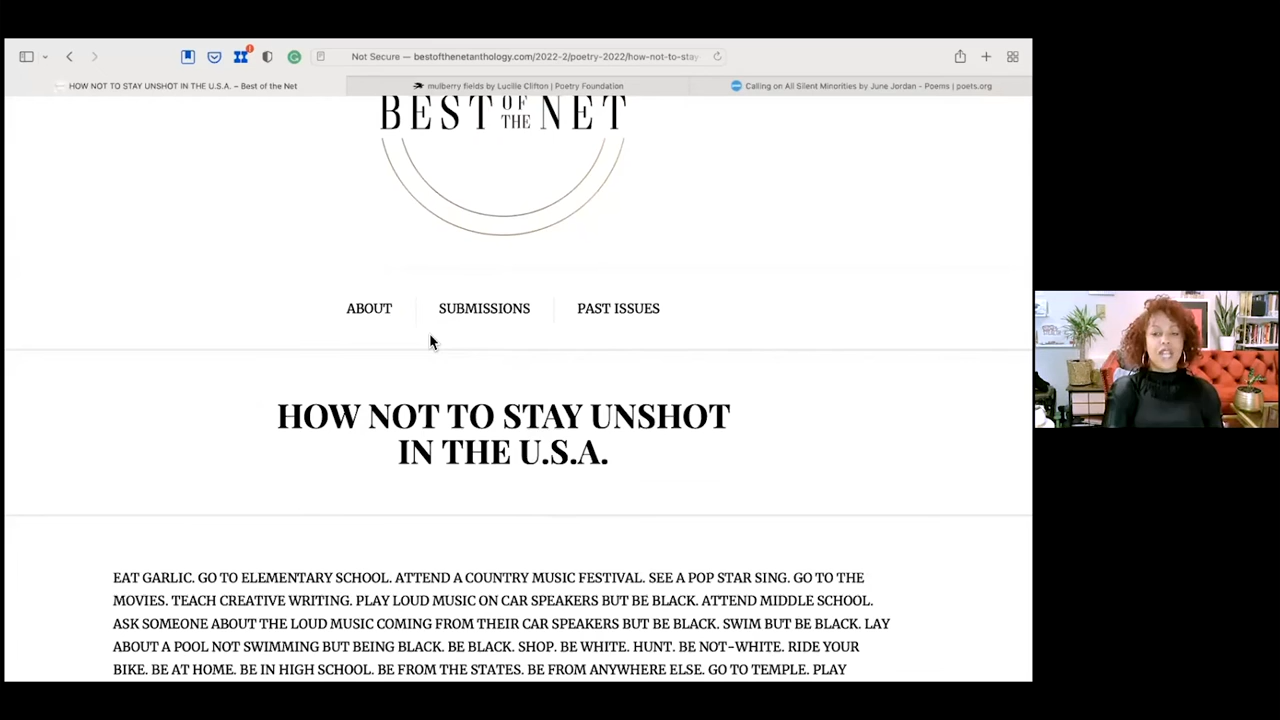 Not Secure — bestofthenetanthology.com/2022-2/poetry-2022/how-not-to-stay
HOW NOT TO STAY UNSHOT IN THE U.S.A. – Best of the Net
mulberry fields by Lucille Clifton | Poetry Foundation
Calling on All Silent Minorities by June Jordan - Poems | poets.org
BEST OF THE NET
ABOUT
SUBMISSIONS
PAST ISSUES
HOW NOT TO STAY UNSHOT
IN THE U.S.A.
EAT GARLIC. GO TO ELEMENTARY SCHOOL. ATTEND A COUNTRY MUSIC FESTIVAL. SEE A POP STAR SING. GO TO THE
MOVIES. TEACH CREATIVE WRITING. PLAY LOUD MUSIC ON CAR SPEAKERS BUT BE BLACK. ATTEND MIDDLE SCHOOL.
ASK SOMEONE ABOUT THE LOUD MUSIC COMING FROM THEIR CAR SPEAKERS BUT BE BLACK. SWIM BUT BE BLACK. LAY
ABOUT A POOL NOT SWIMMING BUT BEING BLACK. BE BLACK. SHOP. BE WHITE. HUNT. BE NOT-WHITE. RIDE YOUR
BIKE. BE AT HOME. BE IN HIGH SCHOOL. BE FROM THE STATES. BE FROM ANYWHERE ELSE. GO TO TEMPLE. PLAY